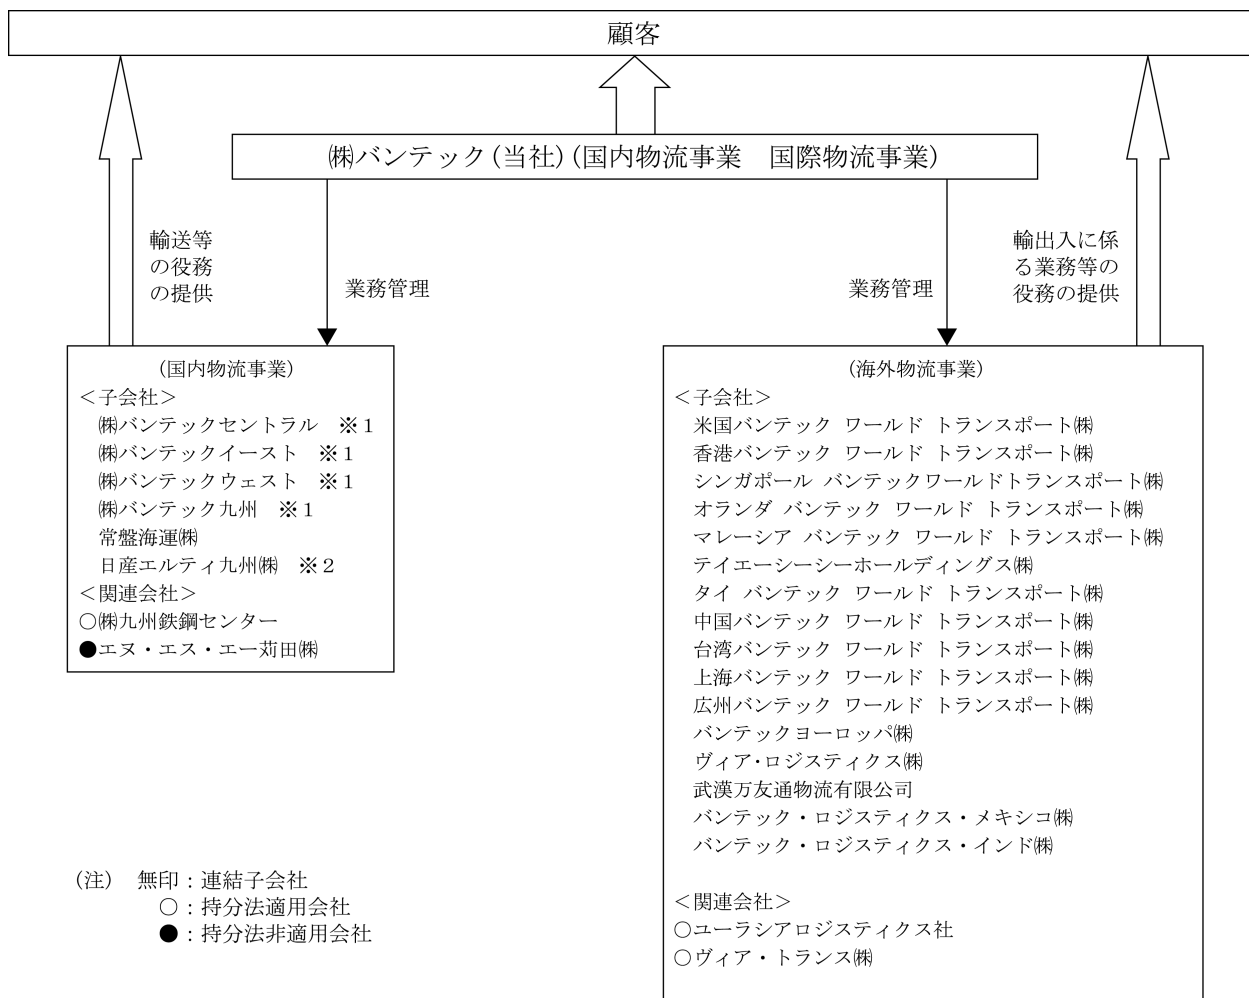 顧客
㈱バンテック(当社)(国内物流事業　国際物流事業)
輸送等
の役務
の提供
業務管理
業務管理
輸出入に係
る業務等の
役務の提供
(国内物流事業)
＜子会社＞
㈱バンテックセントラル　※１
㈱バンテックイースト　※１
㈱バンテックウェスト　※１
㈱バンテック九州　※１
常盤海運㈱
日産エルティ九州㈱　※２
＜関連会社＞
○㈱九州鉄鋼センター
●エヌ・エス・エー苅田㈱
(海外物流事業)
＜子会社＞
米国バンテック ワールド トランスポート㈱
香港バンテック ワールド トランスポート㈱
シンガポール バンテックワールドトランスポート㈱
オランダ バンテック ワールド トランスポート㈱
マレーシア バンテック ワールド トランスポート㈱
テイエーシーシーホールディングス㈱
タイ バンテック ワールド トランスポート㈱
中国バンテック ワールド トランスポート㈱
台湾バンテック ワールド トランスポート㈱
上海バンテック ワールド トランスポート㈱
広州バンテック ワールド トランスポート㈱
バンテックヨーロッパ㈱
ヴィア・ロジスティクス㈱
武漢万友通物流有限公司
バンテック・ロジスティクス・メキシコ㈱
バンテック・ロジスティクス・インド㈱
＜関連会社＞
○ユーラシアロジスティクス社
○ヴィア・トランス㈱
(注)　無印：連結子会社
○：持分法適用会社
●：持分法非適用会社